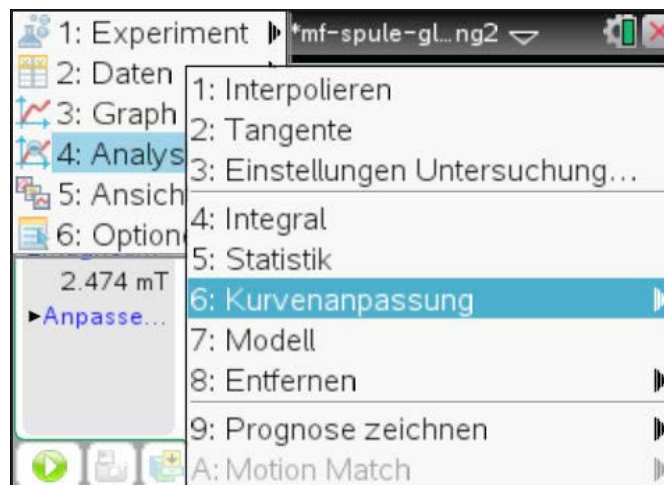 1: Experiment
*mf-spule-gl…ng2
2: Daten
3: Graph
4: Analys
5: Ansich
6: Option
1: Interpolieren
2: Tangente
3: Einstellungen Untersuchung…
4: Integral
5: Statistik
6: Kurvenanpassung
7: Modell
8: Entfernen
9: Prognose zeichnen
A: Motion Match
2.474 mT
►Anpasse…